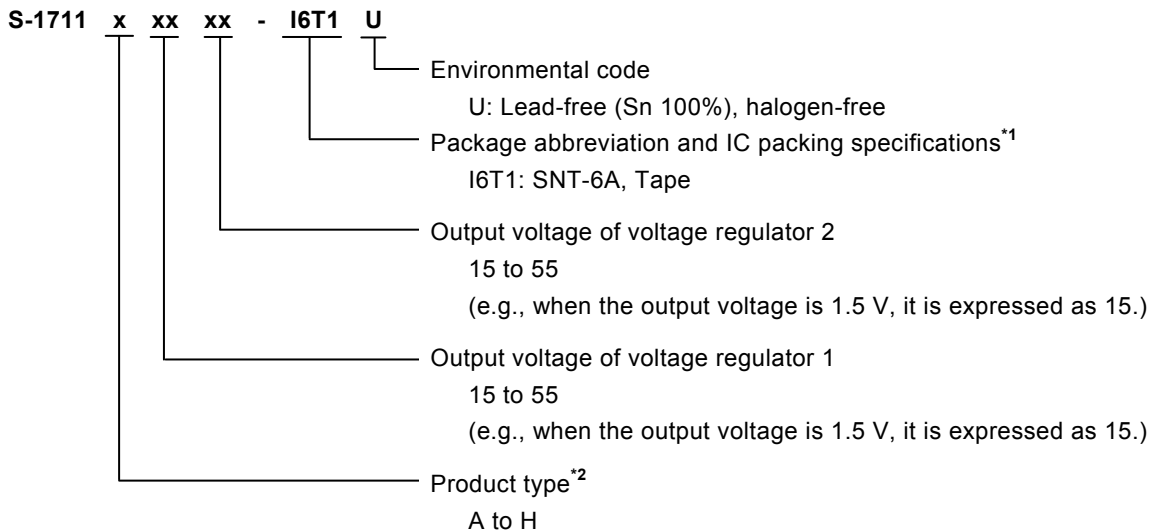 S-1711 x xx xx - I6T1 U
Environmental code
U: Lead-free (Sn 100%), halogen-free
Package abbreviation and IC packing specifications*1
I6T1: SNT-6A, Tape
Output voltage of voltage regulator 2
15 to 55
(e.g., when the output voltage is 1.5 V, it is expressed as 15.)
Output voltage of voltage regulator 1
15 to 55
(e.g., when the output voltage is 1.5 V, it is expressed as 15.)
Product type*2
A to H